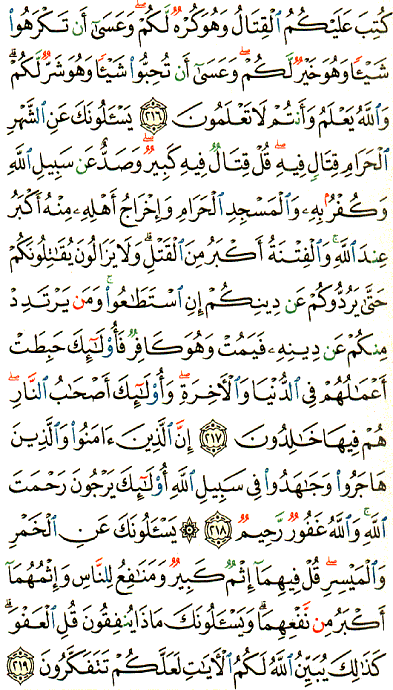 كُتِبَ عَلَيْكُمُ ٱلْقِتَالُ وَهُوَ كُرْهٌ لَّكُمْ ۖ وَعَسَىٰٓ أَن تَكْرَهُوا۟
شَيْـًٔا وَهُوَ خَيْرٌ لَّكُمْ ۖ وَعَسَىٰٓ أَن تُحِبُّوا۟ شَيْـًٔا وَهُوَ شَرٌّ لَّكُمْ ۗ
وَٱللَّهُ يَعْلَمُ وَأَنتُمْ لَا تَعْلَمُونَ ٢١٦ يَسْـَٔلُونَكَ عَنِ ٱلشَّهْرِ
ٱلْحَرَامِ قِتَالٍ فِيهِ ۖ قُلْ قِتَالٌ فِيهِ كَبِيرٌ ۖ وَصَدٌّ عَن سَبِيلِ ٱللَّهِ
وَكُفْرٌۢ بِهِۦ وَٱلْمَسْجِدِ ٱلْحَرَامِ وَإِخْرَاجُ أَهْلِهِۦ مِنْهُ أَكْبَرُ
عِندَ ٱللَّهِ ۚ وَٱلْفِتْنَةُ أَكْبَرُ مِنَ ٱلْقَتْلِ ۗ وَلَا يَزَالُونَ يُقَـٰتِلُونَكُمْ
حَتَّىٰ يَرُدُّوكُمْ عَن دِينِكُمْ إِنِ ٱسْتَطَـٰعُوا۟ ۚ وَمَن يَرْتَدِدْ
مِنكُمْ عَن دِينِهِۦ فَيَمُتْ وَهُوَ كَافِرٌ فَأُو۟لَـٰٓئِكَ حَبِطَتْ
أَعْمَـٰلُهُمْ فِى ٱلدُّنْيَا وَٱلْـَٔاخِرَةِ ۖ وَأُو۟لَـٰٓئِكَ أَصْحَـٰبُ ٱلنَّارِ ۖ
هُمْ فِيهَا خَـٰلِدُونَ ٢١٧ إِنَّ ٱلَّذِينَ ءَامَنُوا۟ وَٱلَّذِينَ
هَاجَرُوا۟ وَجَـٰهَدُوا۟ فِى سَبِيلِ ٱللَّهِ أُو۟لَـٰٓئِكَ يَرْجُونَ رَحْمَتَ
ٱللَّهِ ۚ وَٱللَّهُ غَفُورٌ رَّحِيمٌ ٢١٨ ۞ يَسْـَٔلُونَكَ عَنِ ٱلْخَمْرِ
وَٱلْمَيْسِرِ ۖ قُلْ فِيهِمَآ إِثْمٌ كَبِيرٌ وَمَنَـٰفِعُ لِلنَّاسِ وَإِثْمُهُمَآ
أَكْبَرُ مِن نَّفْعِهِمَا ۗ وَيَسْـَٔلُونَكَ مَاذَا يُنفِقُونَ قُلِ ٱلْعَفْوَ ۗ
كَذَٰلِكَ يُبَيِّنُ ٱللَّهُ لَكُمُ ٱلْـَٔايَـٰتِ لَعَلَّكُمْ تَتَفَكَّرُونَ ٢١٩